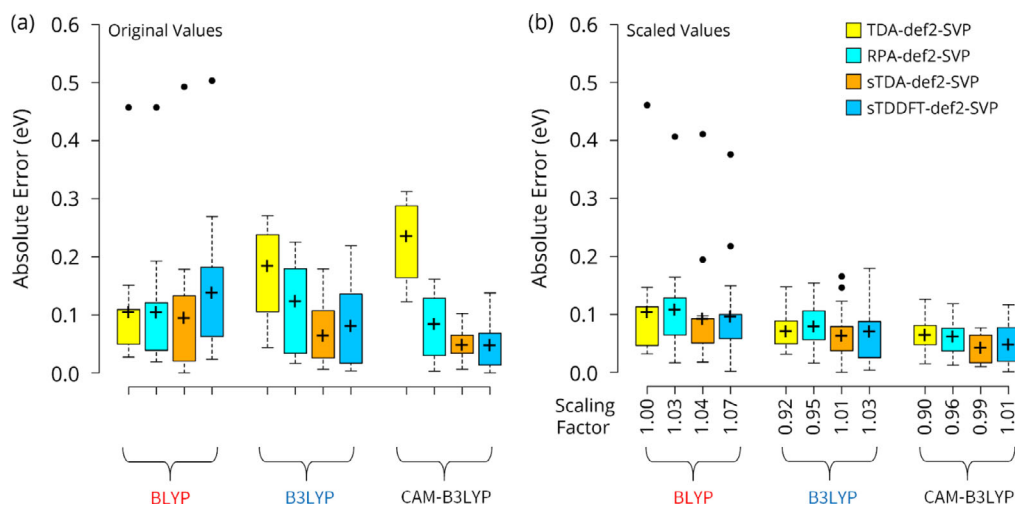 (a)
Original Values
Absolute Error (eV)
0.6
0.5
0.4
0.3
0.2
0.1
0.0
BLYP
B3LYP
CAM-B3LYP
(b)
Scaled Values
TDA-def2-SVP
RPA-def2-SVP
sTDA-def2-SVP
sTDDFT-def2-SVP
Absolute Error (eV)
0.6
0.5
0.4
0.3
0.2
0.1
0.0
Scaling
Factor
1.00
1.03
1.04
1.07
0.92
0.95
1.01
1.03
0.90
0.96
0.99
1.01
BLYP
B3LYP
CAM-B3LYP